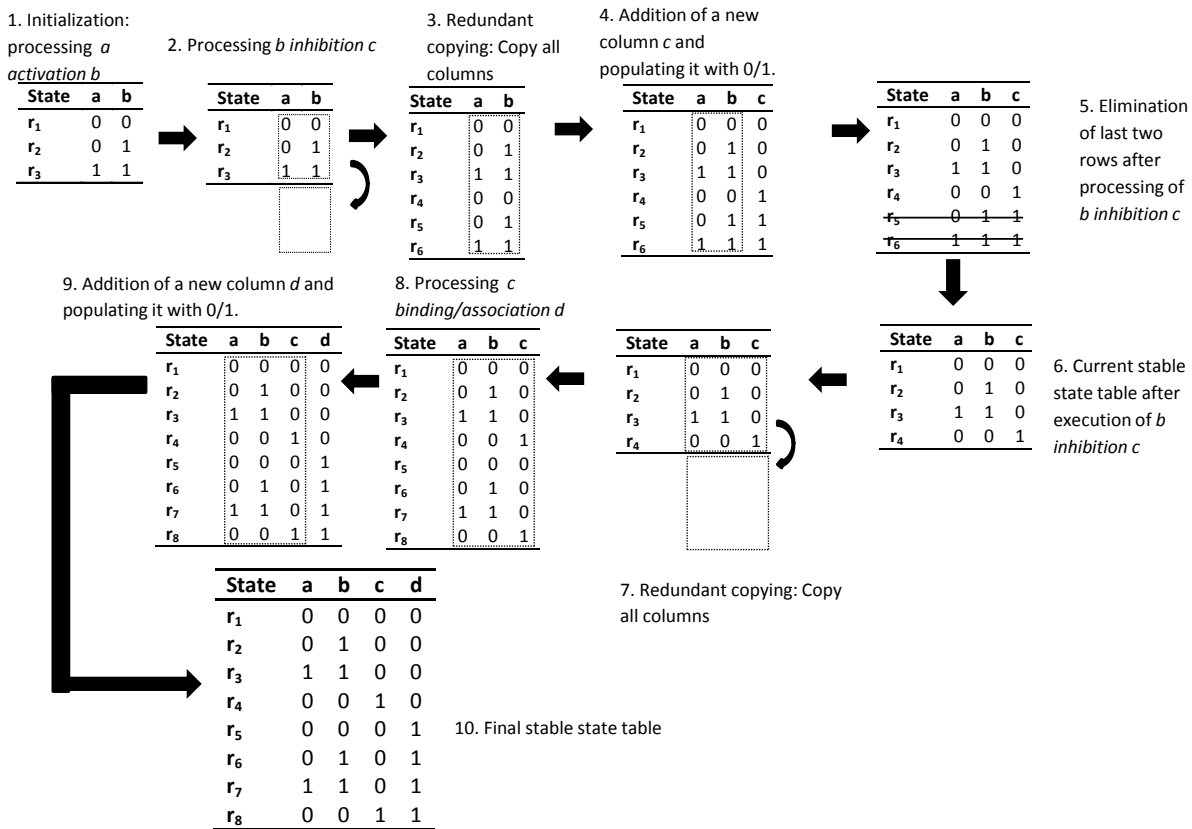 1. Initialization:
processing a
activation b
State a b
r1 0 0
r2 0 1
r3 1 1
2. Processing b inhibition c
State a b
r1 0 0
r2 0 1
r3 1 1
3. Redundant
copying: Copy all
columns
State a b
r1 0 0
r2 0 1
r3 1 1
r4 0 0
r5 0 1
r6 1 1
4. Addition of a new
column c and
populating it with 0/1.
State a b c
r1 0 0 0
r2 0 1 0
r3 1 1 0
r4 0 0 1
r5 0 1 1
r6 1 1 1
State a b c
r1 0 0 0
r2 0 1 0
r3 1 1 0
r4 0 0 1
r5 0 1 1
r6 1 1 1
5. Elimination
of last two
rows after
processing of
b inhibition c
State a b c
r1 0 0 0
r2 0 1 0
r3 1 1 0
r4 0 0 1
6. Current stable
state table after
execution of b
inhibition c
State a b c
r1 0 0 0
r2 0 1 0
r3 1 1 0
r4 0 0 1
7. Redundant copying: Copy
all columns
8. Processing c
binding/association d
State a b c
r1 0 0 0
r2 0 1 0
r3 1 1 0
r4 0 0 1
r5 0 0 0
r6 0 1 0
r7 1 1 0
r8 0 0 1
9. Addition of a new column d and
populating it with 0/1.
State a b c d
r1 0 0 0 0
r2 0 1 0 0
r3 1 1 0 0
r4 0 0 1 0
r5 0 0 0 1
r6 0 1 0 1
r7 1 1 0 1
r8 0 0 1 1
State a b c d
r1 0 0 0 0
r2 0 1 0 0
r3 1 1 0 0
r4 0 0 1 0
r5 0 0 0 1
r6 0 1 0 1
r7 1 1 0 1
r8 0 0 1 1
10. Final stable state table